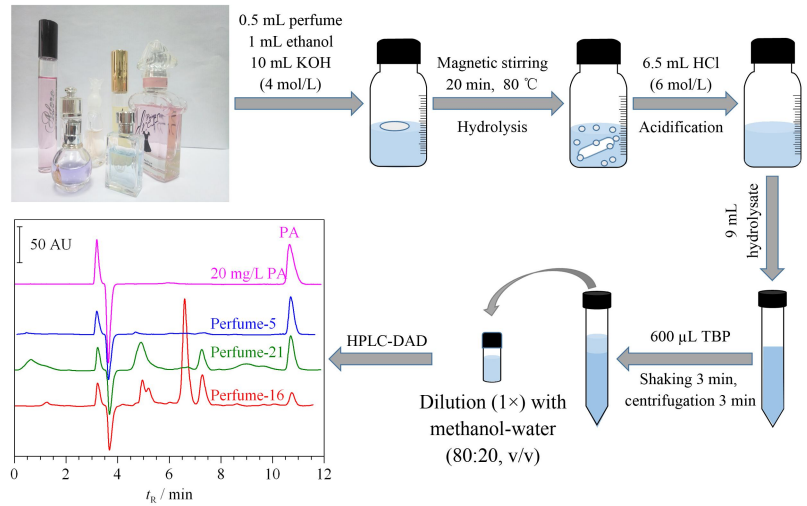 0.5 mL perfume
1 mL ethanol
10 mL KOH
(4 mol/L)
Magnetic stirring
20 min, 80 ℃
Hydrolysis
6.5 mL HCl
(6 mol/L)
Acidification
9 mL
hydrolysate
600 μL TBP
Shaking 3 min,
centrifugation 3 min
Dilution (1×) with
methanol-water
(80:20, v/v)
HPLC-DAD
50 AU
PA
20 mg/L PA
Perfume-5
Perfume-21
Perfume-16
0 2 4 6 8 10 12
tR / min